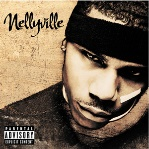 Nellyville
PARENTAL
ADVISORY
EXPLICIT CONTENT